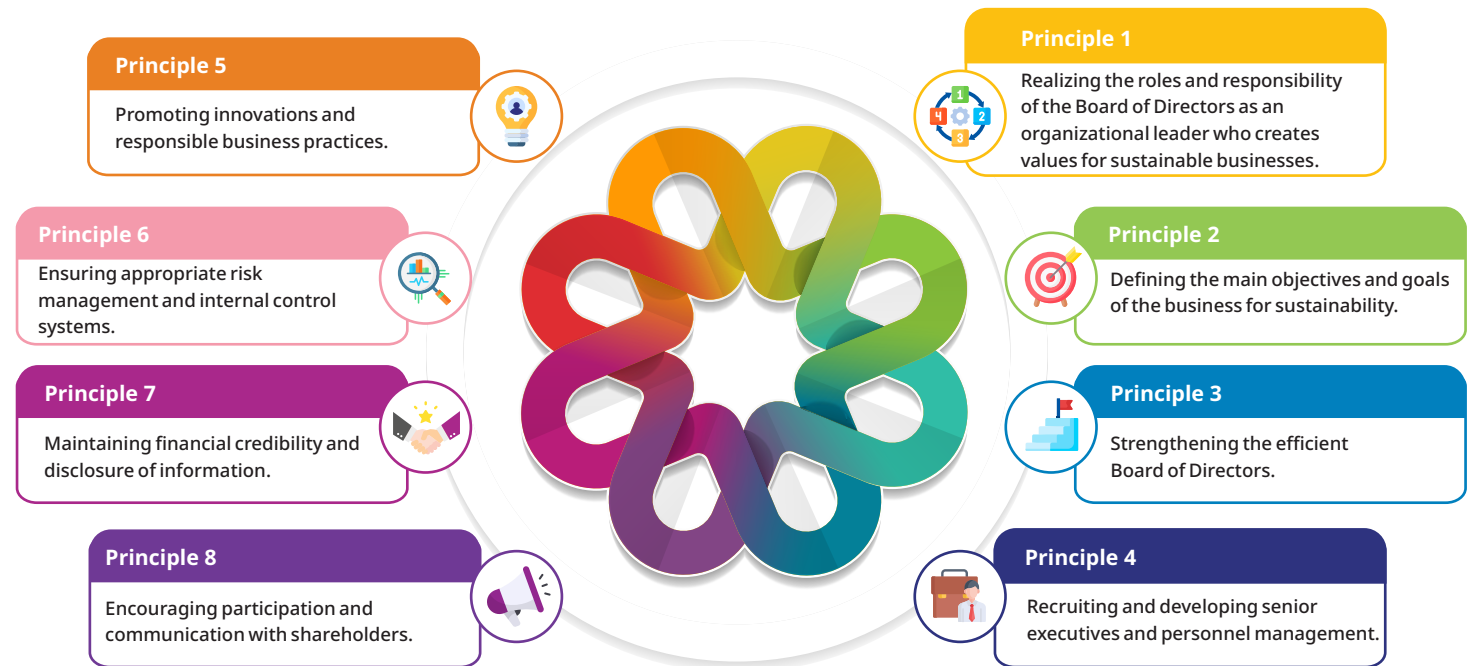 Principle 1
Realizing the roles and responsibility
of the Board of Directors as an
organizational leader who creates
values for sustainable businesses.
1
2
3
4
Principle 2
Defining the main objectives and goals
of the business for sustainability.
Principle 3
Strengthening the efficient
Board of Directors.
Principle 4
Recruiting and developing senior
executives and personnel management.
Principle 5
Promoting innovations and
responsible business practices.
Principle 6
Ensuring appropriate risk
management and internal control
systems.
Principle 7
Maintaining financial credibility and
disclosure of information.
Principle 8
Encouraging participation and
communication with shareholders.